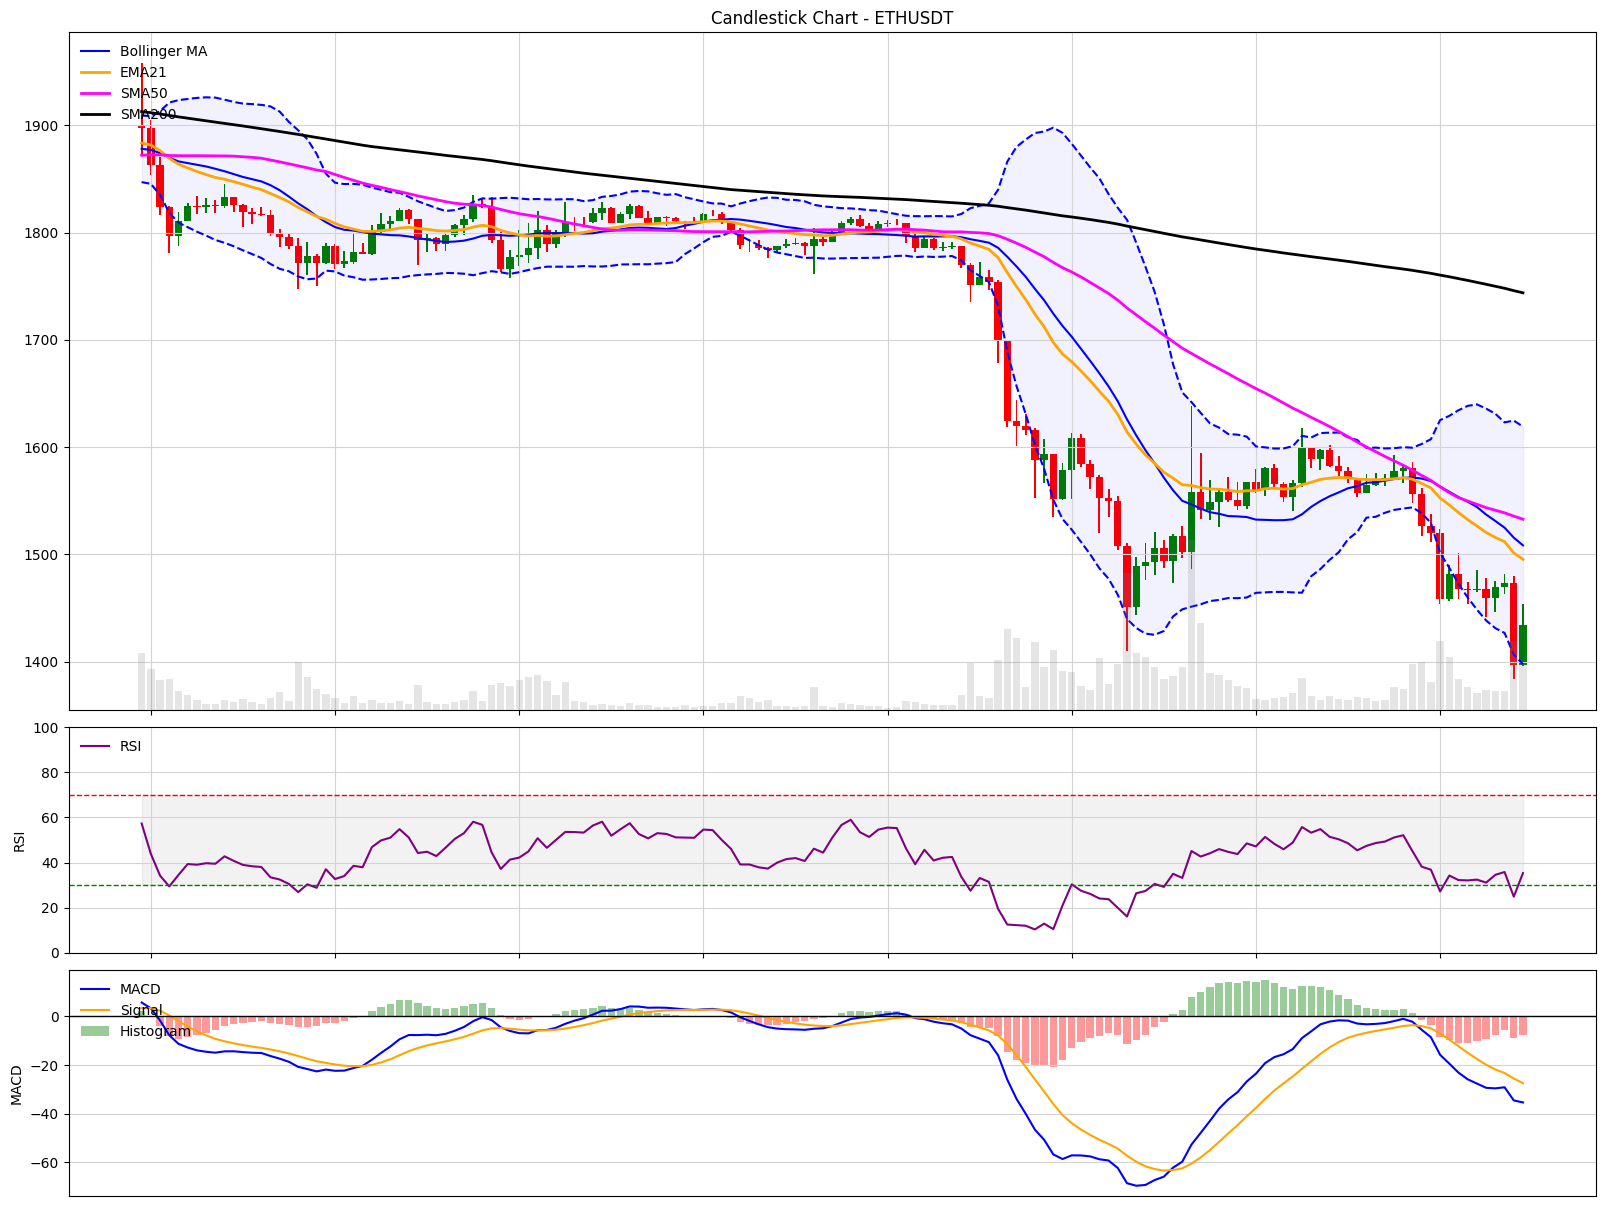 Candlestick Chart - ETHUSDT
Bollinger MA
EMA21
SMA50
SMA200
1900
1800
1700
1600
1500
1400
RSI
100
80
60
40
20
0
RSI
MACD
Signal
Histogram
0
−20
−40
−60
MACD